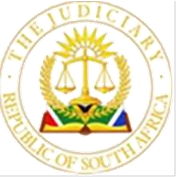 · THE JUDICIARY ·
REPUBLIC OF SOUTH AFRICA